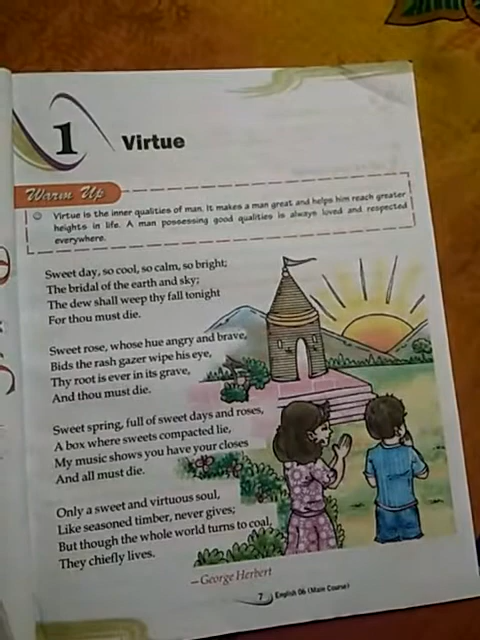 1
Virtue
Warm Up
Virtue is the inner qualities of man. It makes a man great and helps him reach greater
heights in life. A man possessing good qualities is always loved and respected
everywhere.
Sweet day, so cool, so calm, so bright;
The bridal of the earth and sky;
The dew shall weep thy fall tonight
For thou must die.
Sweet rose, whose hue angry and brave,
Bids the rash gazer wipe his eye,
Thy root is ever in its grave,
And thou must die.
Sweet spring, full of sweet days and roses,
A box where sweets compacted lie,
My music shows you have your closes
And all must die.
Only a sweet and virtuous soul,
Like seasoned timber, never gives;
But though the whole world turns to coal,
They chiefly lives.
—George Herbert
7 English 06 (Main Course)